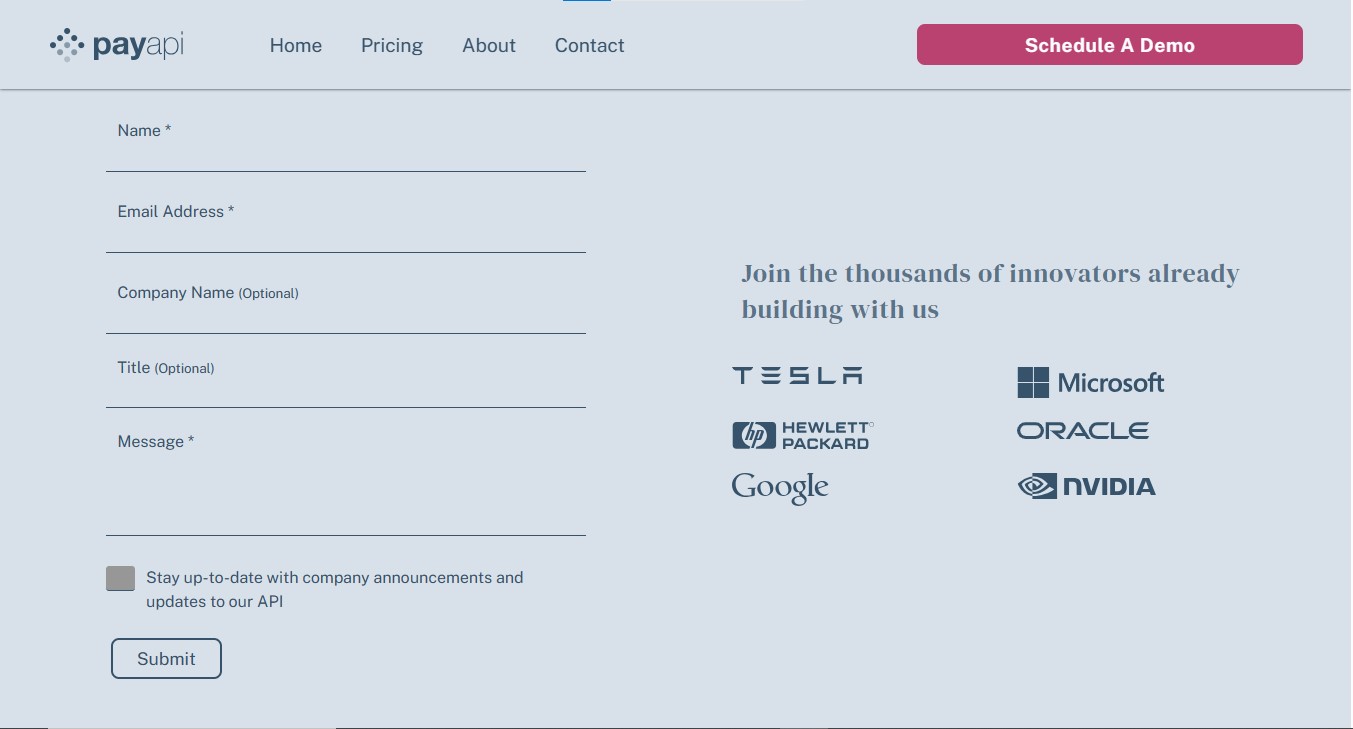 payapi
Home
Pricing
About
Contact
Schedule A Demo
Name *
Email Address *
Company Name (Optional)
Title (Optional)
Message *
Stay up-to-date with company announcements and
updates to our API
Submit
Join the thousands of innovators already
building with us
TESLA
Microsoft
hp HEWLETT
PACKARD
ORACLE
Google
NVIDIA